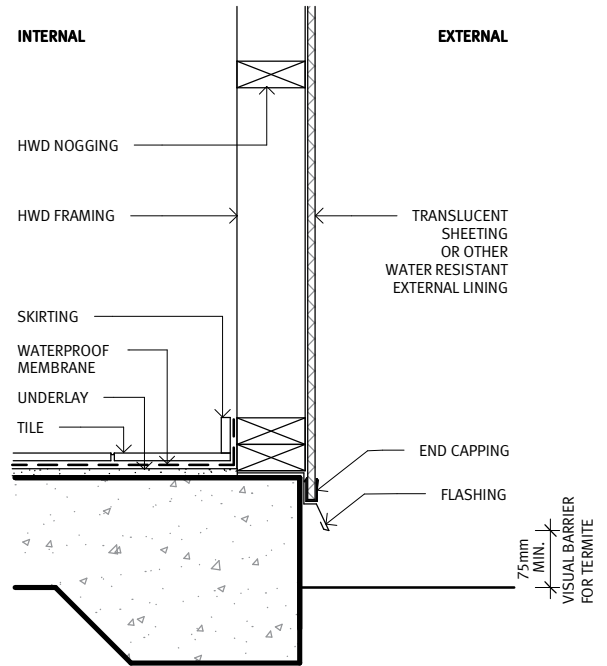 INTERNAL
EXTERNAL
HWD NOGGING
HWD FRAMING
TRANSLUCENT
SHEETING
OR OTHER
WATER RESISTANT
EXTERNAL LINING
SKIRTING
WATERPROOF
MEMBRANE
UNDERLAY
TILE
END CAPPING
FLASHING
75mm
MIN.
VISUAL BARRIER
FOR TERMITE